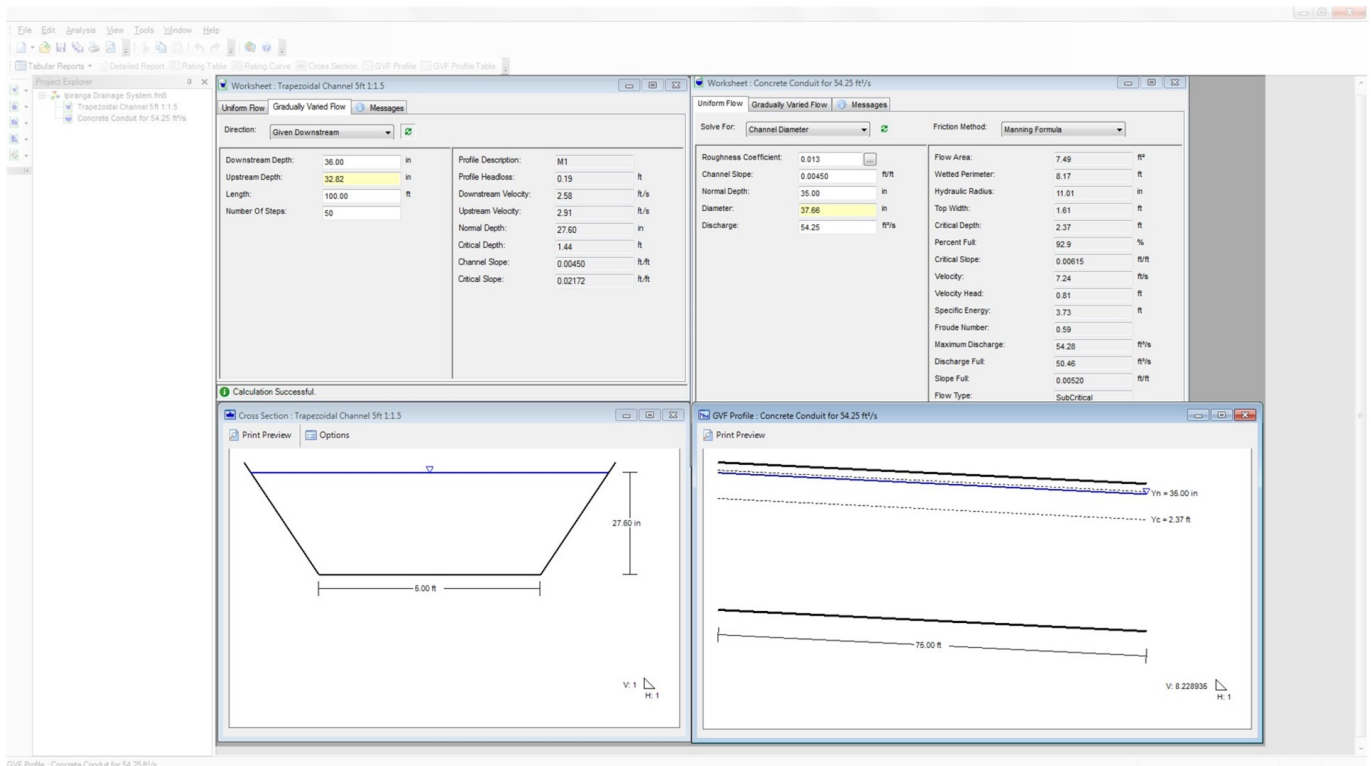 File Edit Analysis View Tools Window Help
Tabular Reports Detailed Report Rating Table Rating Curve Cross Section GVF Profile GVF Profile Table
Project Explorer
Ipiranga Drainage System.fm8
Trapezoidal Channel 5ft 1:1.5
Concrete Conduit for 54.25 ft³/s
Worksheet : Trapezoidal Channel 5ft 1:1.5
Uniform Flow Gradually Varied Flow Messages
Direction: Given Downstream
Downstream Depth: 36.00 in
Upstream Depth: 32.82 in
Length: 100.00 ft
Number Of Steps: 50
Profile Description: M1
Profile Headloss: 0.19 ft
Downstream Velocity: 2.58 ft/s
Upstream Velocity: 2.91 ft/s
Normal Depth: 27.60 in
Critical Depth: 1.44 ft
Channel Slope: 0.00450 ft/ft
Critical Slope: 0.02172 ft/ft
Calculation Successful.
Worksheet : Concrete Conduit for 54.25 ft³/s
Uniform Flow Gradually Varied Flow Messages
Solve For: Channel Diameter Friction Method: Manning Formula
Roughness Coefficient: 0.013 ...
Channel Slope: 0.00450 ft/ft
Normal Depth: 35.00 in
Diameter: 37.66 in
Discharge: 54.25 ft³/s
Flow Area: 7.49 ft²
Wetted Perimeter: 8.17 ft
Hydraulic Radius: 11.01 in
Top Width: 1.61 ft
Critical Depth: 2.37 ft
Percent Full: 92.9 %
Critical Slope: 0.00615 ft/ft
Velocity: 7.24 ft/s
Velocity Head: 0.81 ft
Specific Energy: 3.73 ft
Froude Number: 0.59
Maximum Discharge: 54.28 ft³/s
Discharge Full: 50.46 ft³/s
Slope Full: 0.00520 ft/ft
Flow Type: SubCritical
Cross Section : Trapezoidal Channel 5ft 1:1.5
Print Preview Options
27.60 in
5.00 ft
V: 1
H: 1
GVF Profile : Concrete Conduit for 54.25 ft³/s
Print Preview
Yn = 35.00 in
Yc = 2.37 ft
75.00 ft
V: 8.228935
H: 1
GVF Profile : Concrete Conduit for 54.25 ft³/s